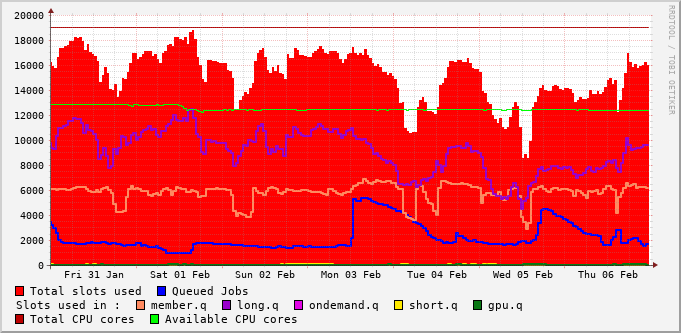 RRDTOOL / TOBI OETIKER
20000
18000
16000
14000
12000
10000
8000
6000
4000
2000
0
Fri 31 Jan Sat 01 Feb Sun 02 Feb Mon 03 Feb Tue 04 Feb Wed 05 Feb Thu 06 Feb
Total slots used Queued Jobs
Slots used in : member.q long.q ondemand.q short.q gpu.q
Total CPU cores Available CPU cores